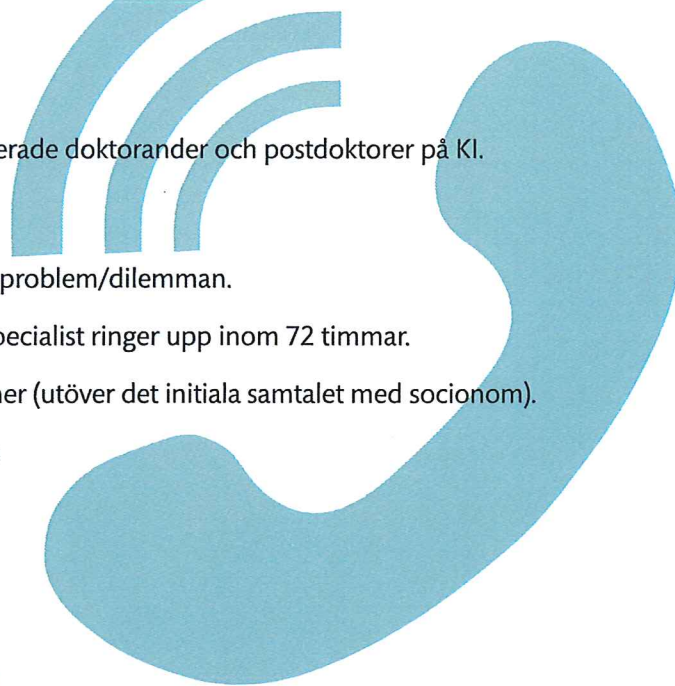 erade doktorander och postdoktorer på KI.
problem/dilemman.
pecialist ringer upp inom 72 timmar.
ner (utöver det initiala samtalet med socionom).